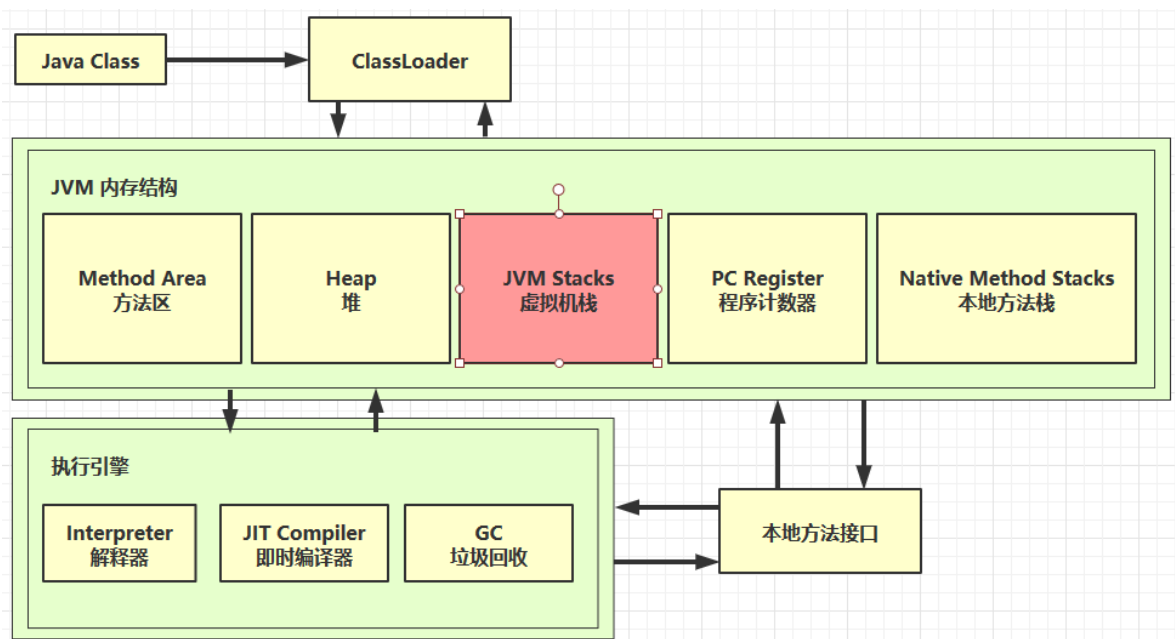 Java Class
ClassLoader
JVM 内存结构
Method Area
方法区
Heap
堆
JVM Stacks
虚拟机栈
PC Register
程序计数器
Native Method Stacks
本地方法栈
执行引擎
Interpreter
解释器
JIT Compiler
即时编译器
GC
垃圾回收
本地方法接口